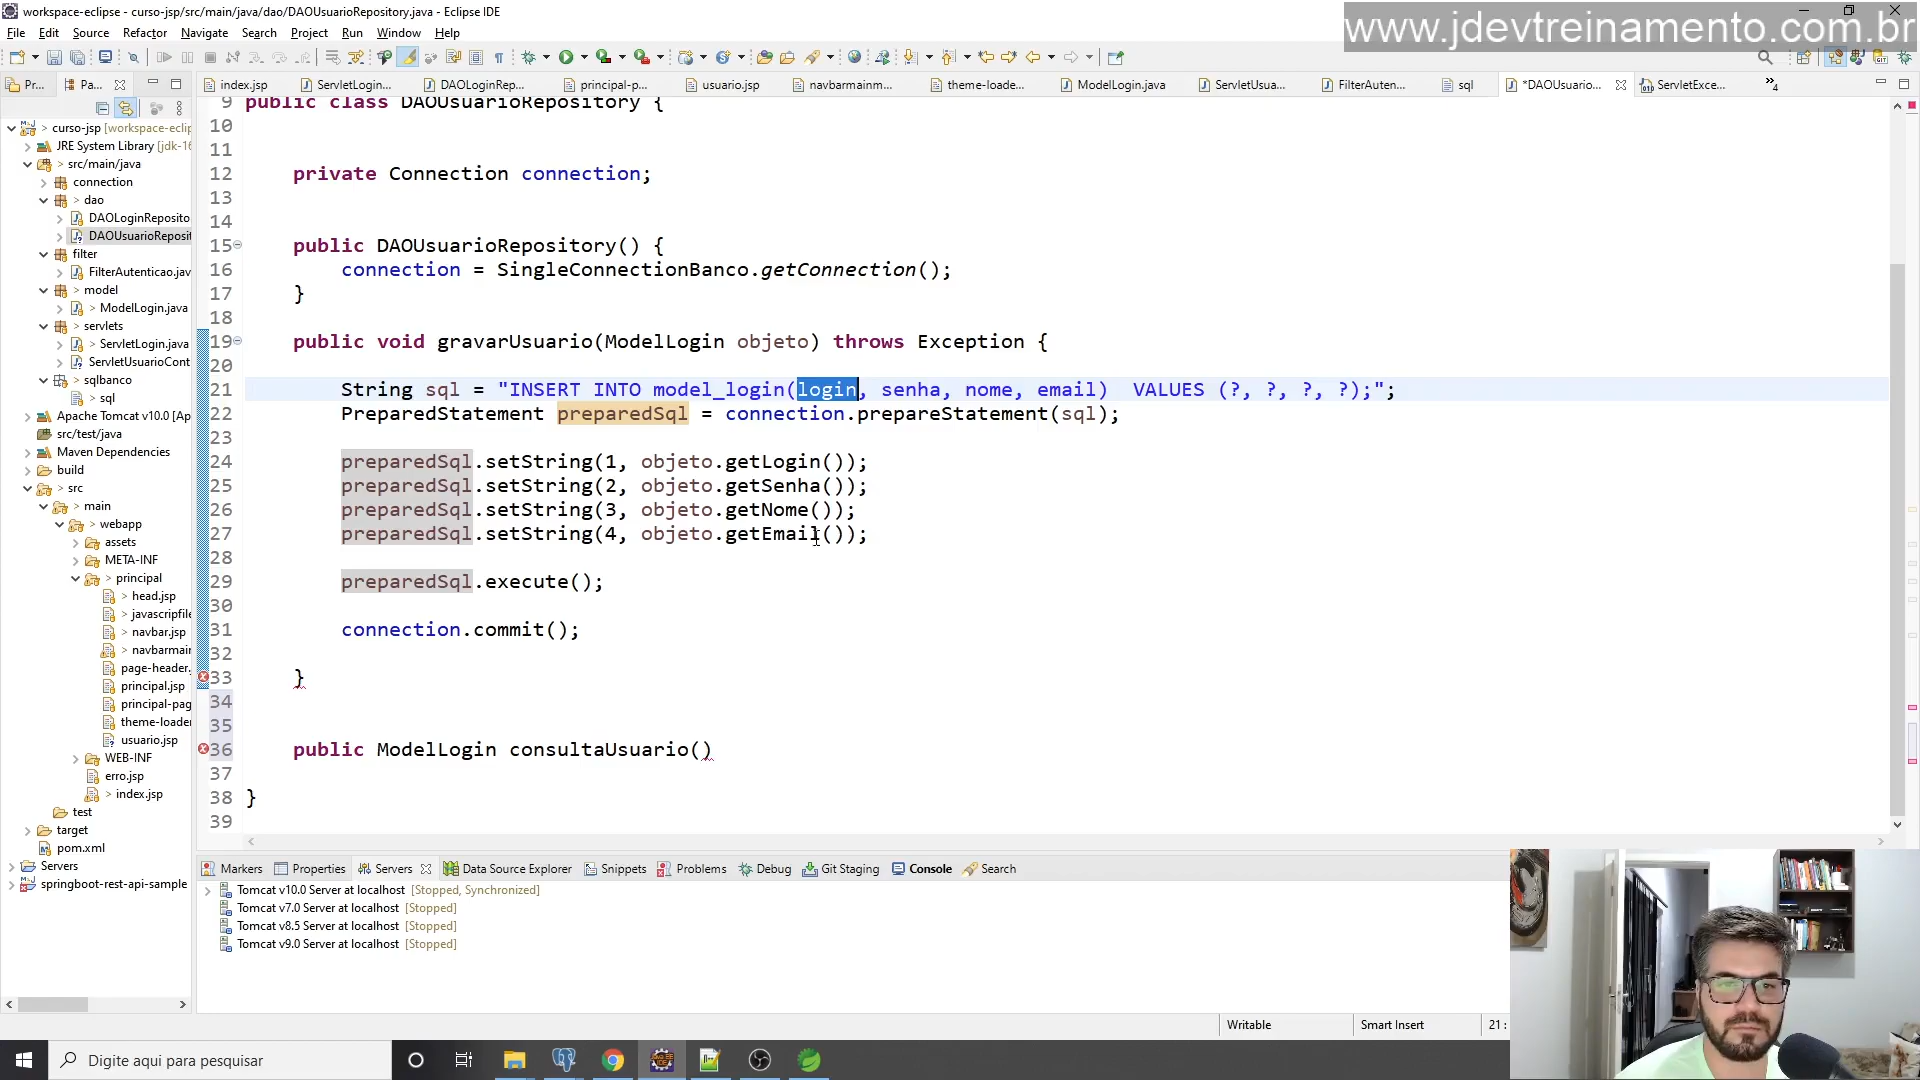 workspace-eclipse - curso-jsp/src/main/java/dao/DAOUsuarioRepository.java - Eclipse IDE
www.jdevtreinamento.com.br
File Edit Source Refactor Navigate Search Project Run Window Help
Pr... Pa... index.jsp ServletLogin... DAOLoginRep... principal-p... usuario.jsp navbarmainm... theme-loade... ModelLogin.java ServletUsua... FilterAuten... sql *DAOUsuario... ServletExce... 4
curso-jsp [workspace-eclip
JRE System Library [jdk-16
src/main/java
connection
dao
DAOLoginReposito
DAOUsuarioReposit
filter
FilterAutenticao.jav
model
ModelLogin.java
servlets
ServletLogin.java
ServletUsuarioCont
sqlbanco
sql
Apache Tomcat v10.0 [Ap
src/test/java
Maven Dependencies
build
src
main
webapp
assets
META-INF
principal
head.jsp
javascripfile
navbar.jsp
navbarmair
page-header.
principal.jsp
principal-pag
theme-loader
usuario.jsp
WEB-INF
erro.jsp
index.jsp
test
target
pom.xml
Servers
springboot-rest-api-sample
9 public class DAOUsuarioRepository {
10
11
12 private Connection connection;
13
14
15 public DAOUsuarioRepository() {
16 connection = SingleConnectionBanco.getConnection();
17 }
18
19 public void gravarUsuario(ModelLogin objeto) throws Exception {
20
21 String sql = "INSERT INTO model_login(login, senha, nome, email)  VALUES (?, ?, ?, ?);";
22 PreparedStatement preparedSql = connection.prepareStatement(sql);
23
24 preparedSql.setString(1, objeto.getLogin());
25 preparedSql.setString(2, objeto.getSenha());
26 preparedSql.setString(3, objeto.getNome());
27 preparedSql.setString(4, objeto.getEmail());
28
29 preparedSql.execute();
30
31 connection.commit();
32
33 }
34
35
36 public ModelLogin consultaUsuario()
37
38 }
39
Markers Properties Servers Data Source Explorer Snippets Problems Debug Git Staging Console Search
Tomcat v10.0 Server at localhost [Stopped, Synchronized]
Tomcat v7.0 Server at localhost [Stopped]
Tomcat v8.5 Server at localhost [Stopped]
Tomcat v9.0 Server at localhost [Stopped]
Writable Smart Insert 21 :
Digite aqui para pesquisar